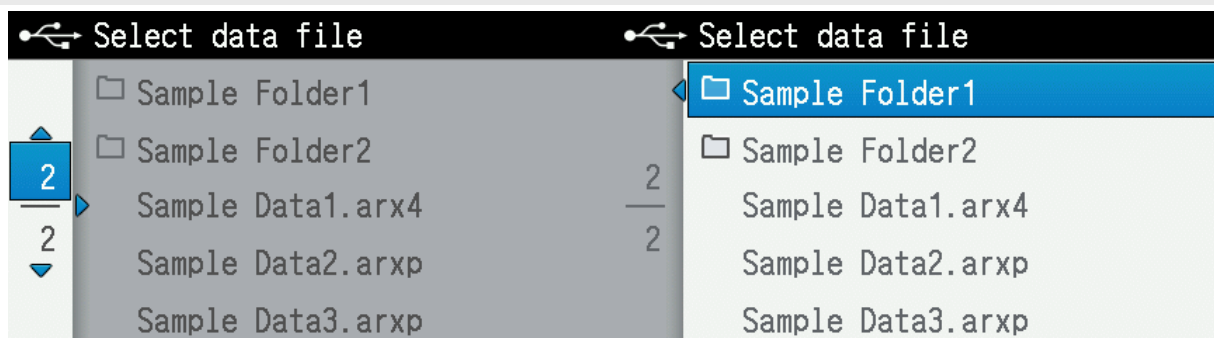 Select data file
Sample Folder1
Sample Folder2
Sample Data1.arx4
Sample Data2.arxp
Sample Data3.arxp
2
2
Select data file
Sample Folder1
Sample Folder2
Sample Data1.arx4
Sample Data2.arxp
Sample Data3.arxp
2
2